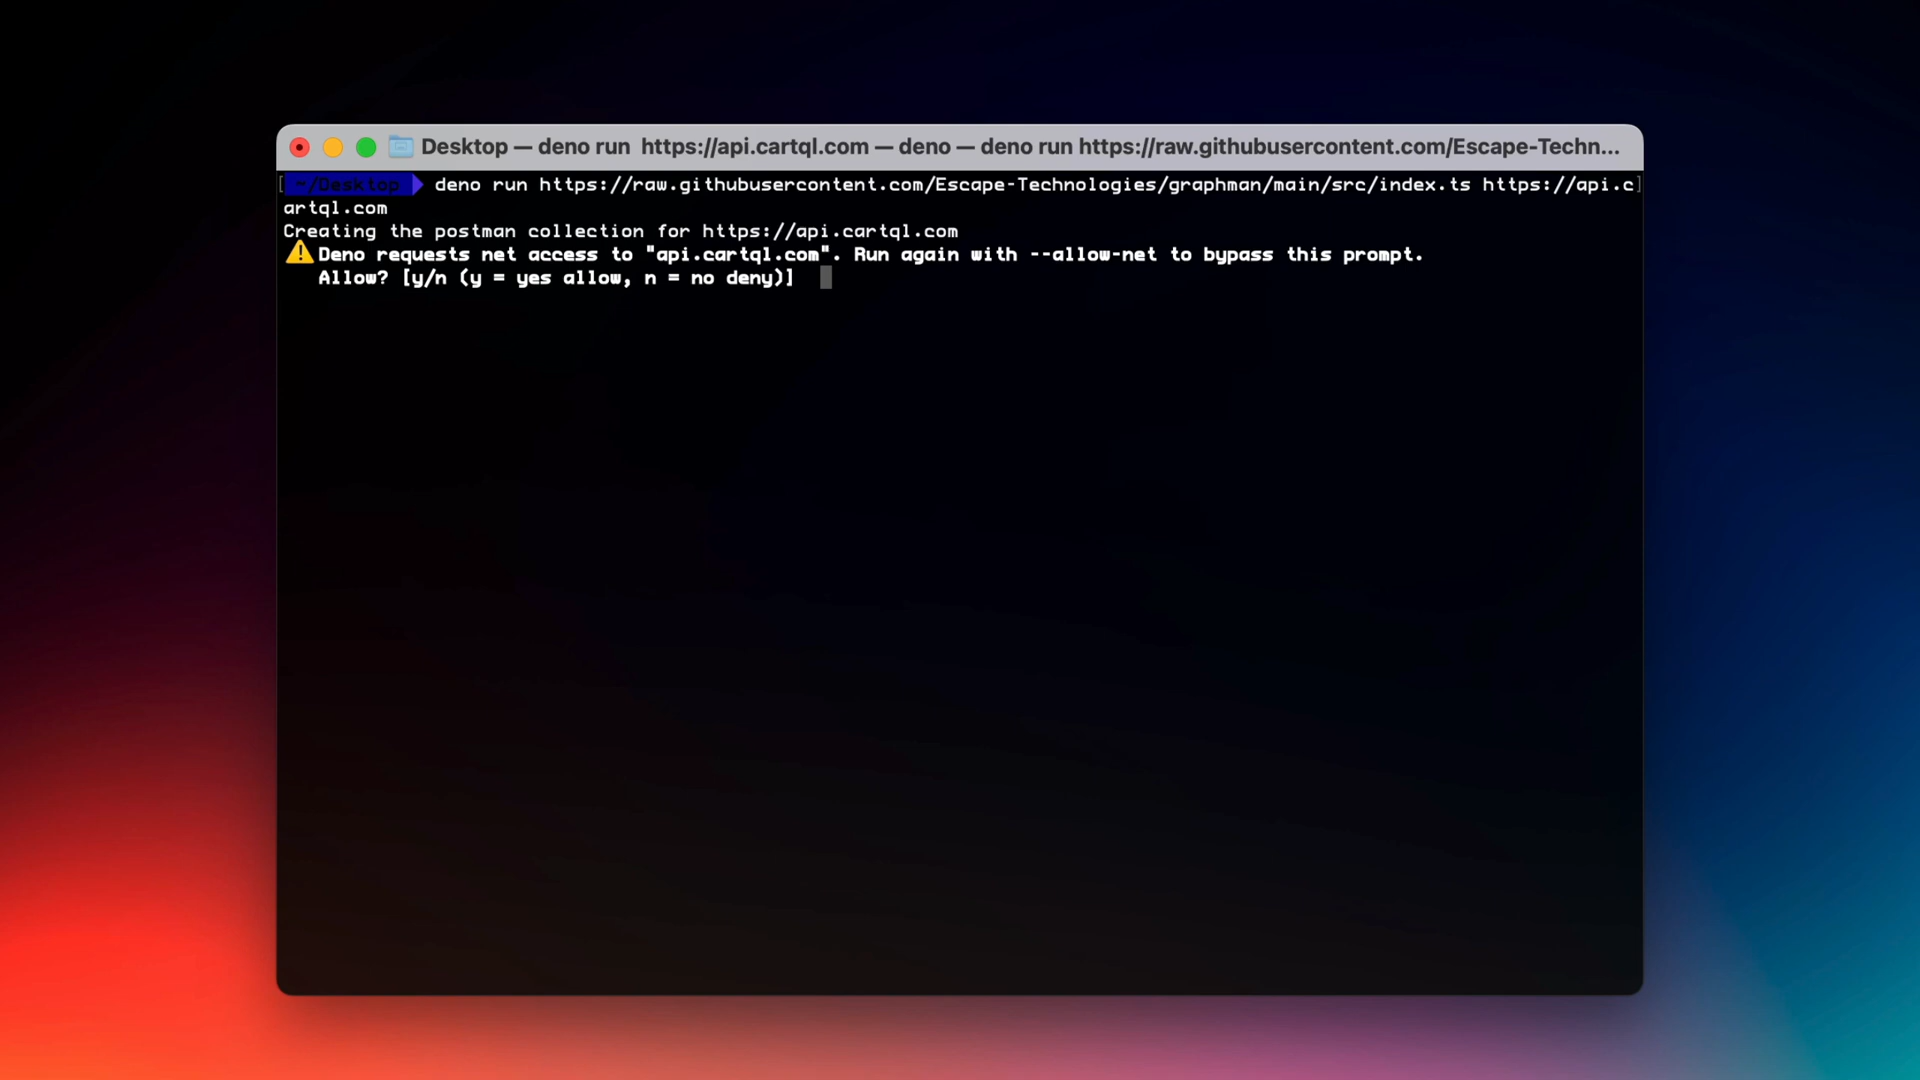 Desktop — deno run  https://api.cartql.com — deno — deno run https://raw.githubusercontent.com/Escape-Techn...
[ ~/Desktop  deno run https://raw.githubusercontent.com/Escape-Technologies/graphman/main/src/index.ts https://api.c]
artql.com
Creating the postman collection for https://api.cartql.com
⚠️ Deno requests net access to "api.cartql.com". Run again with --allow-net to bypass this prompt.
Allow? [y/n (y = yes allow, n = no deny)]